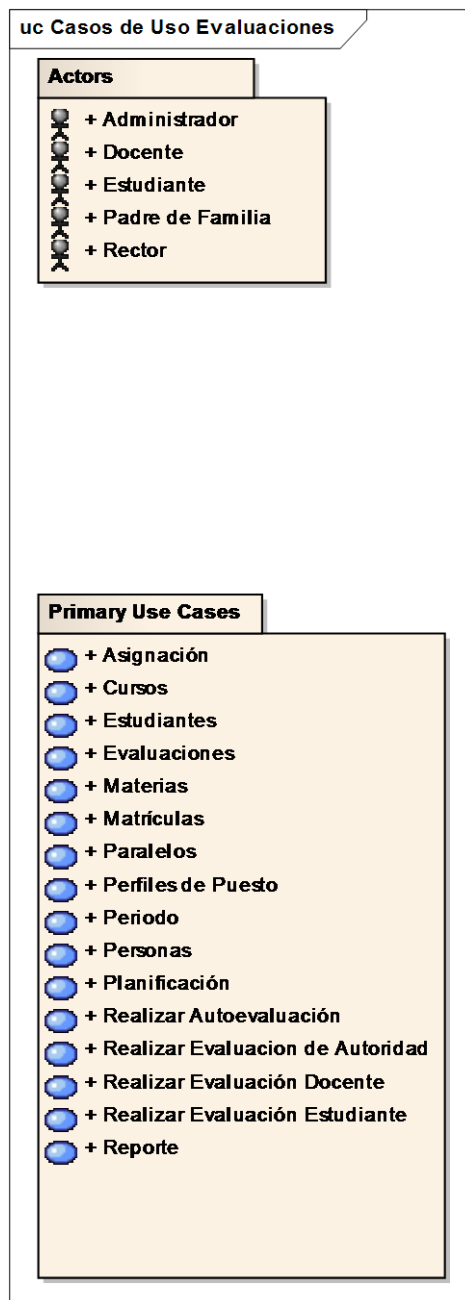 uc Casos de Uso Evaluaciones
Actors
+ Administrador
+ Docente
+ Estudiante
+ Padre de Familia
+ Rector
Primary Use Cases
+ Asignación
+ Cursos
+ Estudiantes
+ Evaluaciones
+ Materias
+ Matrículas
+ Paralelos
+ Perfiles de Puesto
+ Periodo
+ Personas
+ Planificación
+ Realizar Autoevaluación
+ Realizar Evaluacion de Autoridad
+ Realizar Evaluación Docente
+ Realizar Evaluación Estudiante
+ Reporte